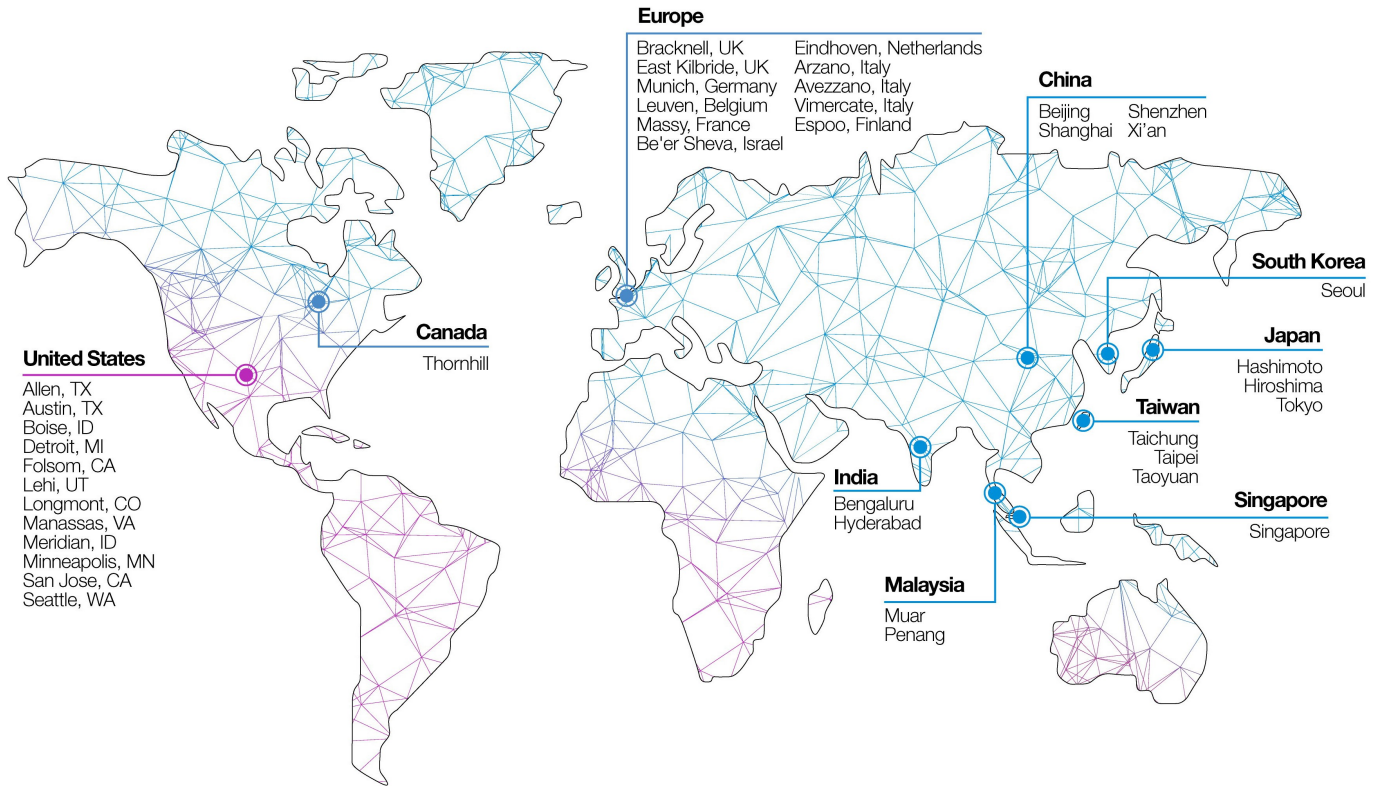 Europe
Bracknell, UK
East Kilbride, UK
Munich, Germany
Leuven, Belgium
Massy, France
Be'er Sheva, Israel
Eindhoven, Netherlands
Arzano, Italy
Avezzano, Italy
Vimercate, Italy
Espoo, Finland
China
Beijing
Shanghai
Shenzhen
Xi’an
South Korea
Seoul
Canada
Thornhill
Japan
Hashimoto
Hiroshima
Tokyo
United States
Allen, TX
Austin, TX
Boise, ID
Detroit, MI
Folsom, CA
Lehi, UT
Longmont, CO
Manassas, VA
Meridian, ID
Minneapolis, MN
San Jose, CA
Seattle, WA
Taiwan
Taichung
Taipei
Taoyuan
India
Bengaluru
Hyderabad
Singapore
Singapore
Malaysia
Muar
Penang